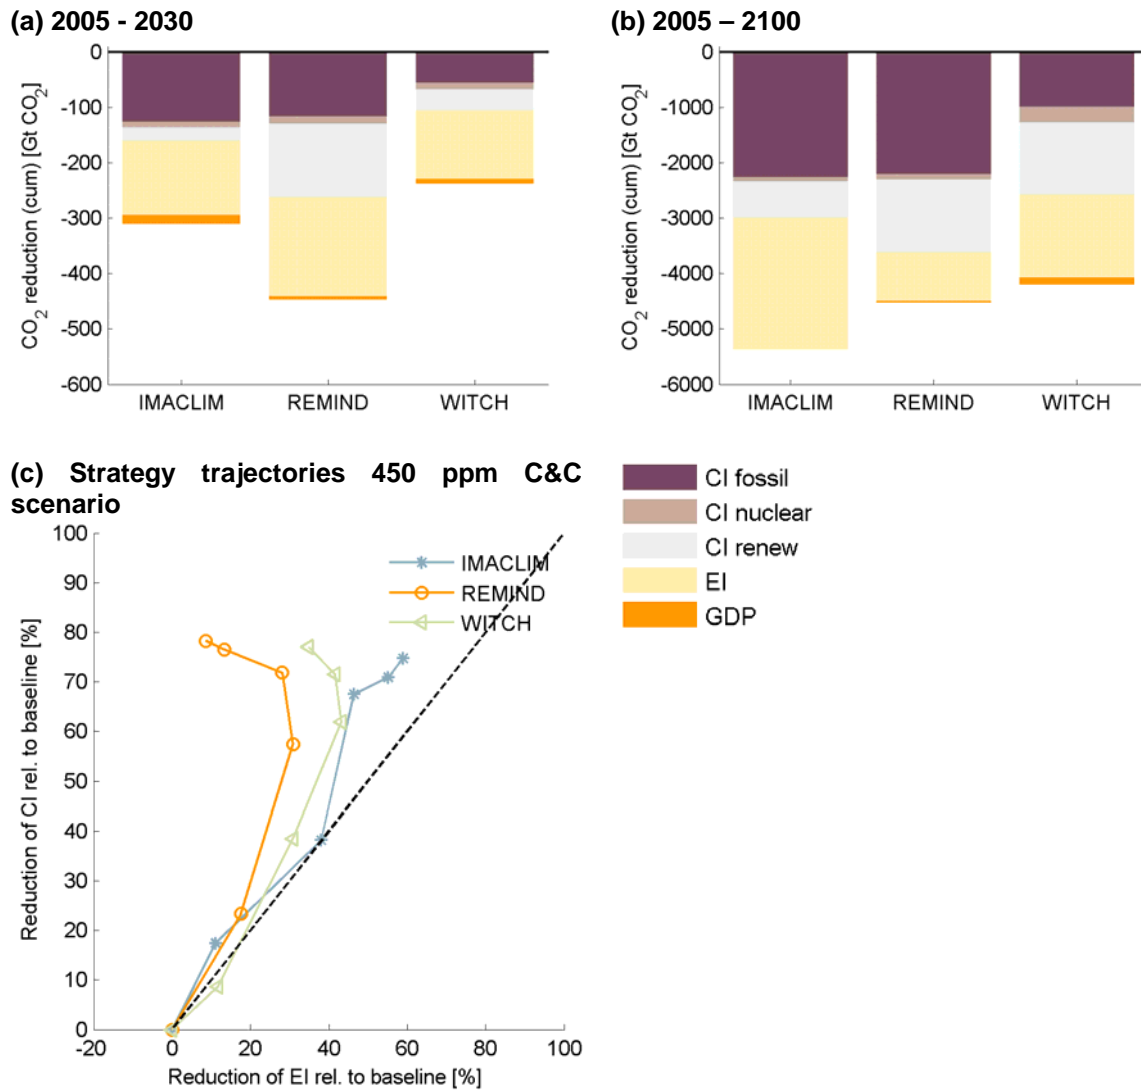 (a) 2005 - 2030
0
-100
-200
-300
-400
-500
-600
CO2 reduction (cum) [Gt CO2]
IMACLIM REMIND WITCH
(b) 2005 – 2100
0
-1000
-2000
-3000
-4000
-5000
-6000
CO2 reduction (cum) [Gt CO2]
IMACLIM REMIND WITCH
(c) Strategy trajectories 450 ppm C&C
scenario
100
90
80
70
60
50
40
30
20
10
0
Reduction of CI rel. to baseline [%]
IMACLIM
REMIND
WITCH
-20 0 20 40 60 80 100
Reduction of EI rel. to baseline [%]
CI fossil
CI nuclear
CI renew
EI
GDP